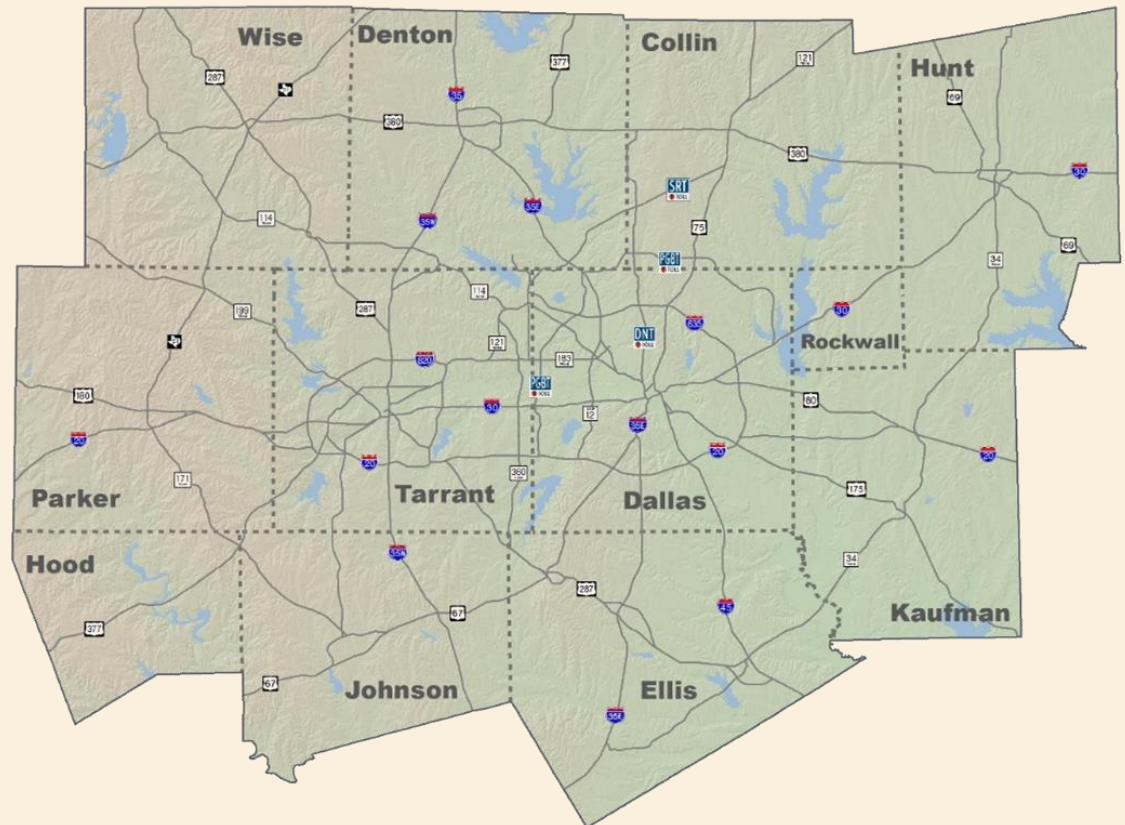 Wise
Denton
Collin
Hunt
377
121
287
35
69
380
380
30
SRT
TOLL
35W
35E
114
75
69
34
PGBT
TOLL
114
199
287
30
635
DNT
TOLL
Rockwall
121
183
820
PGBT
TOLL
180
30
12
80
35E
20
20
20
20
171
360
175
Parker
Tarrant
Dallas
35W
Hood
34
287
45
67
Kaufman
377
67
Johnson
Ellis
35E